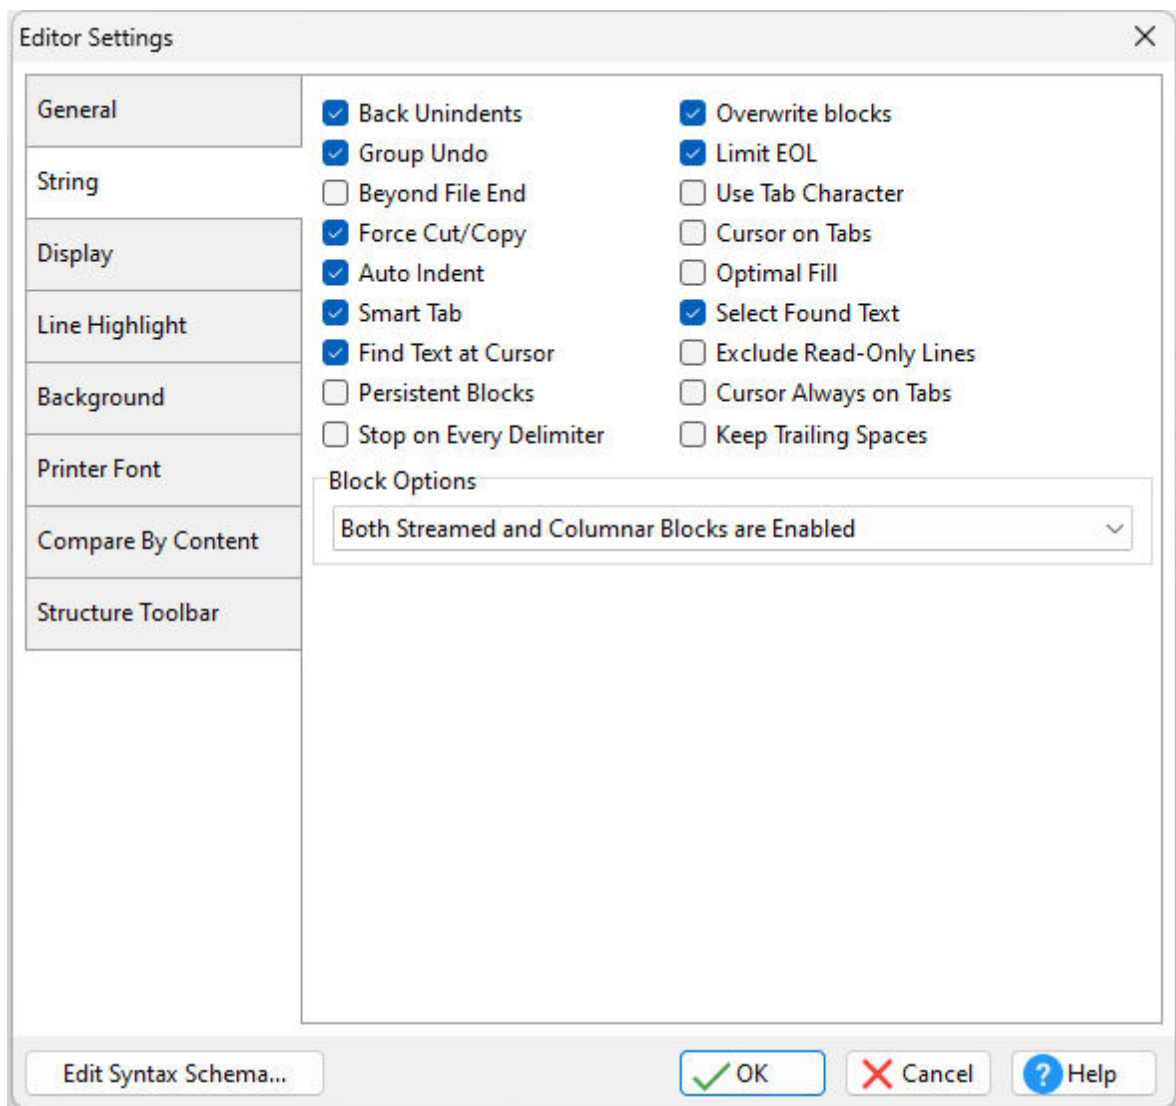 Editor Settings
General
String
Display
Line Highlight
Background
Printer Font
Compare By Content
Structure Toolbar
Back Unindents
Group Undo
Beyond File End
Force Cut/Copy
Auto Indent
Smart Tab
Find Text at Cursor
Persistent Blocks
Stop on Every Delimiter
Overwrite blocks
Limit EOL
Use Tab Character
Cursor on Tabs
Optimal Fill
Select Found Text
Exclude Read-Only Lines
Cursor Always on Tabs
Keep Trailing Spaces
Block Options
Both Streamed and Columnar Blocks are Enabled
Edit Syntax Schema...
OK
Cancel
? Help